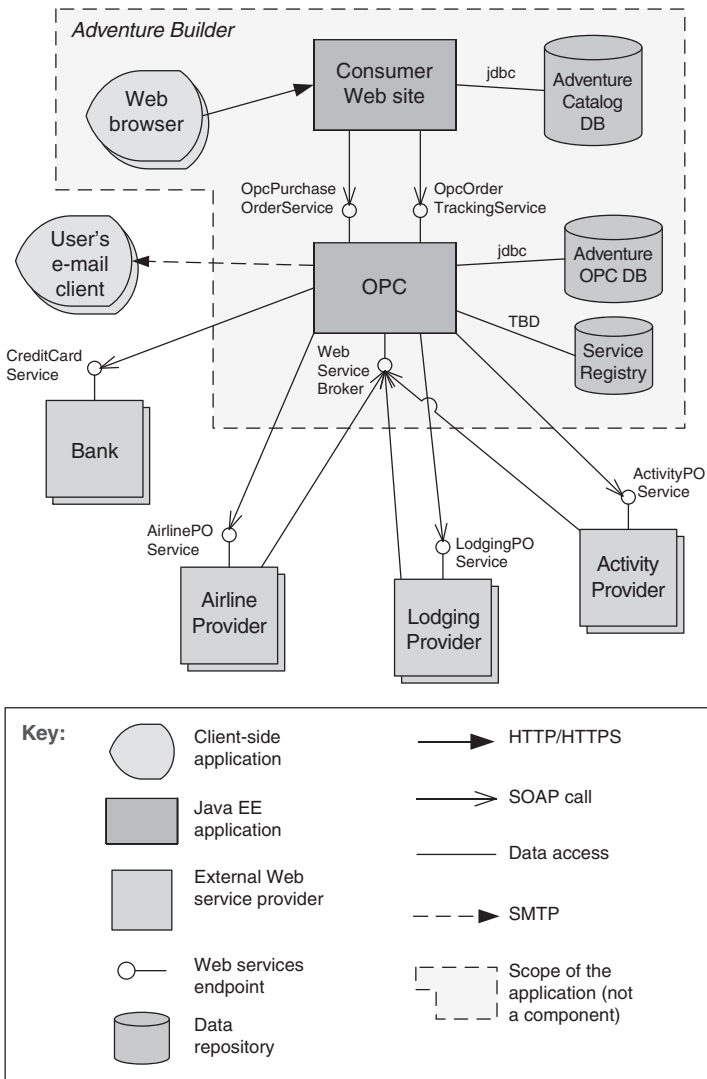 Adventure Builder
Consumer
Web site
jdbc
Adventure
Catalog
DB
Web
browser
OpcPurchase
OrderService
OpcOrder
TrackingService
User's
e-mail
client
OPC
jdbc
Adventure
OPC DB
TBD
Service
Registry
CreditCard
Service
Web
Service
Broker
Bank
ActivityPO
Service
AirlinePO
Service
LodgingPO
Service
Airline
Provider
Lodging
Provider
Activity
Provider
Key:
Client-side
application
HTTP/HTTPS
Java EE
application
SOAP call
External Web
service provider
Data access
SMTP
Web services
endpoint
Scope of the
application (not
a component)
Data
repository